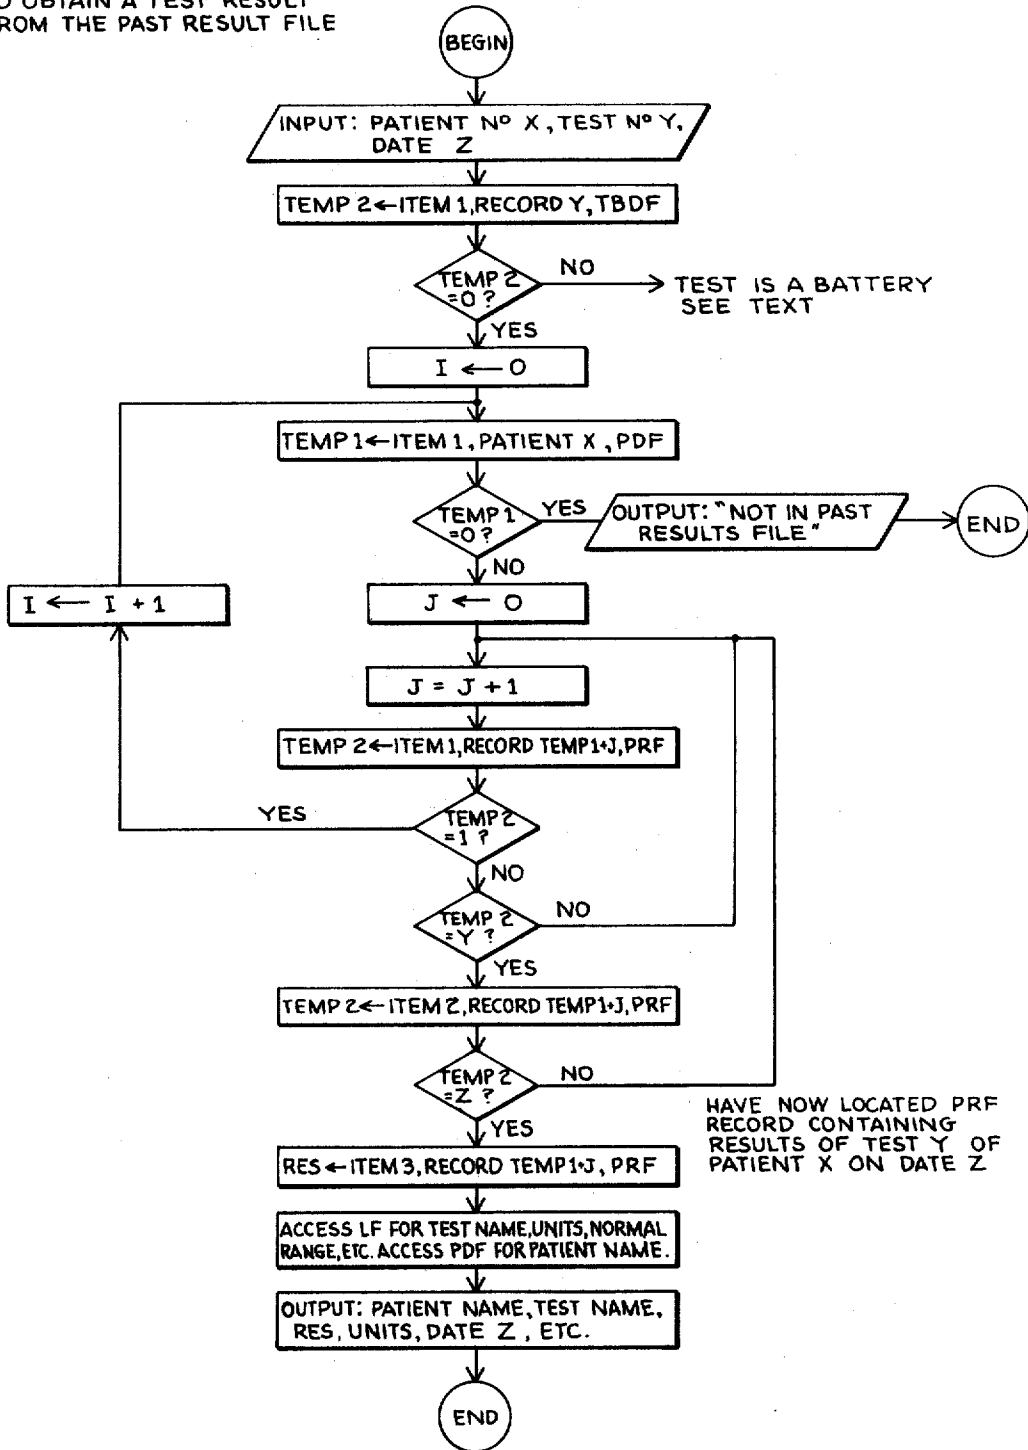 OBTAIN A TEST RESULT
FROM THE PAST RESULT FILE
BEGIN
INPUT: PATIENT Nº X, TEST Nº Y,
DATE Z
TEMP 2←ITEM 1, RECORD Y, TBDF
TEMP 2
=0?
NO
TEST IS A BATTERY
SEE TEXT
YES
I ← 0
TEMP 1←ITEM 1, PATIENT X, PDF
TEMP 1
=0?
YES
OUTPUT: "NOT IN PAST
RESULTS FILE"
END
NO
I ← I + 1
J ← 0
J = J + 1
TEMP 2←ITEM 1, RECORD TEMP1+J, PRF
YES
TEMP 2
=1 ?
NO
TEMP 2
=Y ?
NO
YES
TEMP 2←ITEM 2, RECORD TEMP1+J, PRF
TEMP 2
=Z ?
NO
YES
HAVE NOW LOCATED PRF
RECORD CONTAINING
RESULTS OF TEST Y OF
PATIENT X ON DATE Z
RES←ITEM 3, RECORD TEMP1+J, PRF
ACCESS LF FOR TEST NAME, UNITS, NORMAL
RANGE, ETC. ACCESS PDF FOR PATIENT NAME.
OUTPUT: PATIENT NAME, TEST NAME,
RES, UNITS, DATE Z, ETC.
END